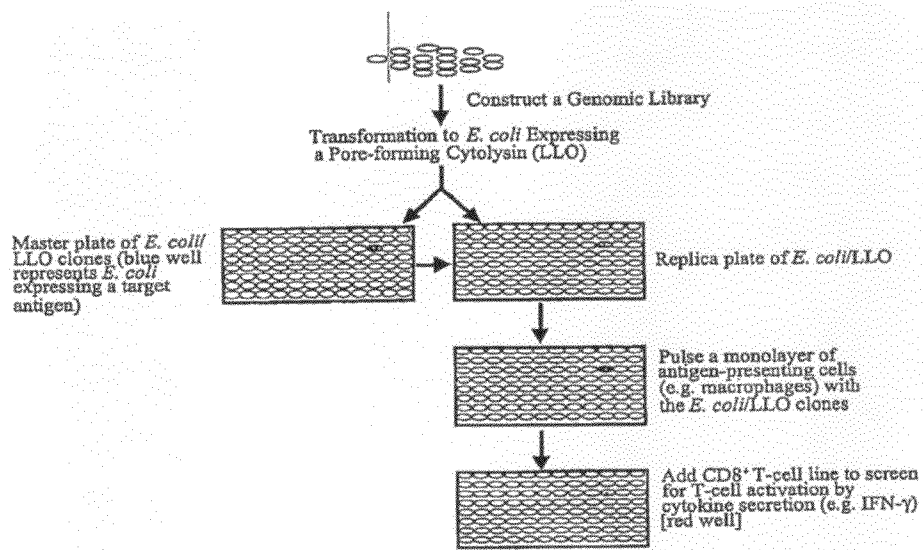 Construct a Genomic Library
Transformation to E. coli Expressing
a Pore-forming Cytolysin (LLO)
Master plate of E. coli/
LLO clones (blue well
represents E. coli
expressing a target
antigen)
Replica plate of E. coli/LLO
Pulse a monolayer of
antigen-presenting cells
(e.g. macrophages) with
the E. coli/LLO clones
Add CD8⁺ T-cell line to screen
for T-cell activation by
cytokine secretion (e.g. IFN-γ)
[red well]